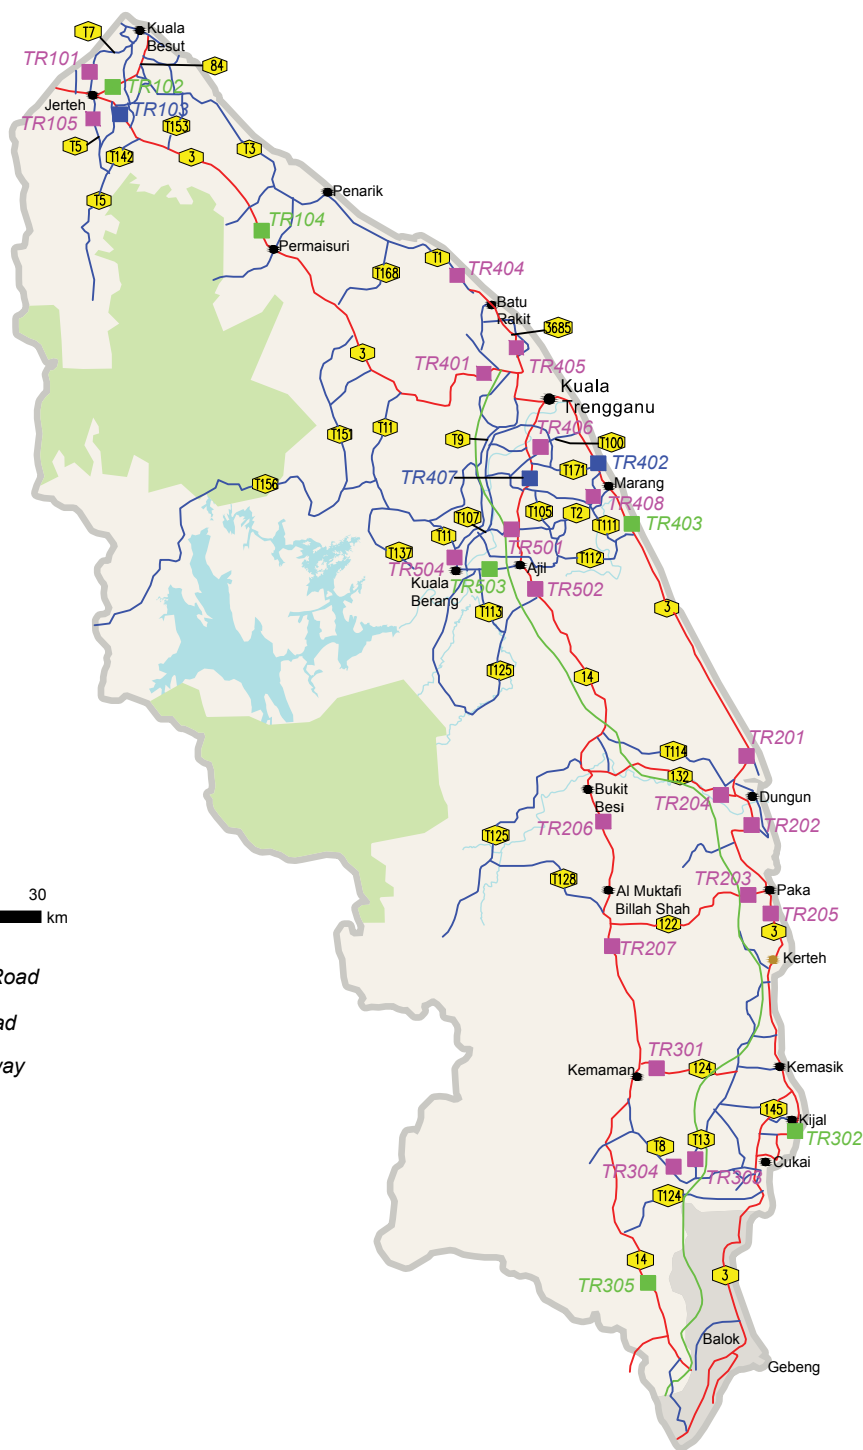 T7
Kuala
Besut
TR101
84
TR102
Jerteh
TR103
TR105
T153
T5
T142
3
T3
T5
Penarik
TR104
Permaisuri
T1
TR404
T168
Batu
Rakit
3685
3
TR405
TR401
Kuala
Trengganu
T151
T11
T9
TR406
T100
TR407
T171
TR402
T156
Marang
TR408
T107
T105
T2
T111
TR403
T11
TR501
T137
T112
TR504
TR503
Ajil
Kuala
Berang
TR502
T113
3
T125
14
TR201
T114
132
Bukit
Besi
TR204
Dungun
TR206
TR202
T125
T128
TR203
Al Muktafi
Billah Shah
Paka
TR205
122
3
30
km
TR207
Kerteh
Road
ad
way
TR301
Kemaman
124
Kemasik
145
Kijal
TR302
T8
T13
TR304
TR303
Cukai
T124
14
3
TR305
Balok
Gebeng